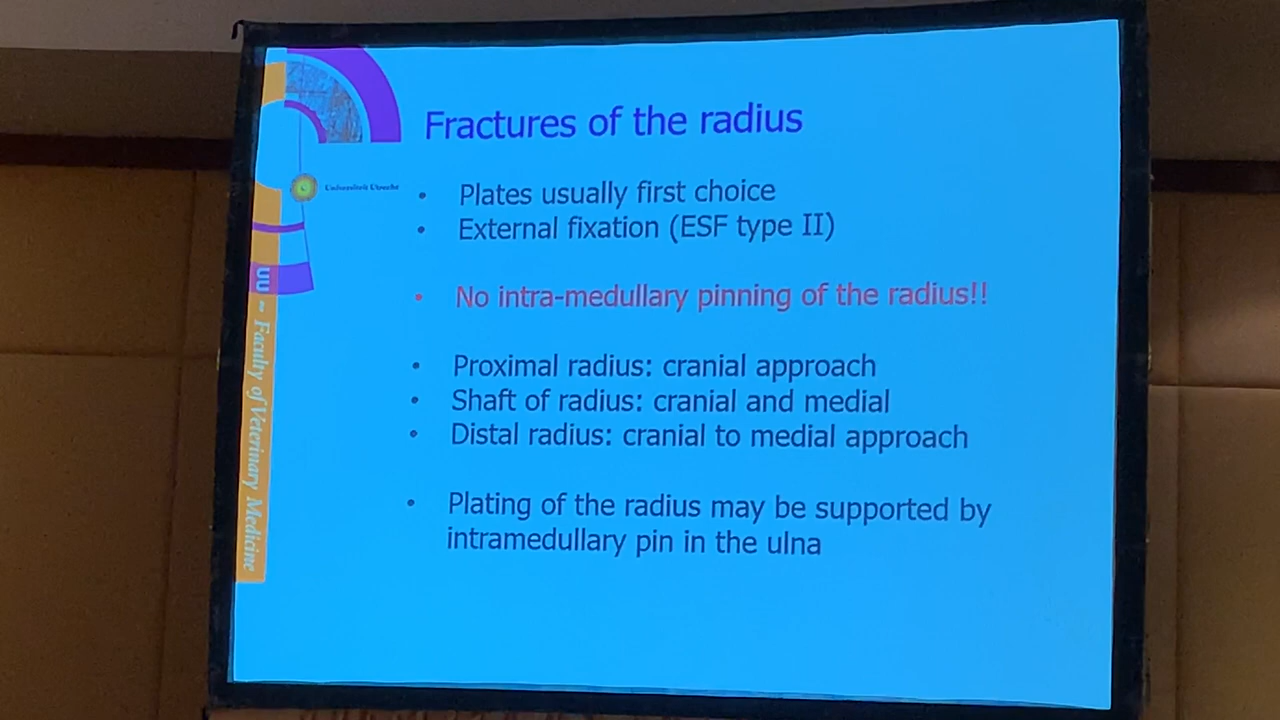 Fractures of the radius
Universiteit Utrecht
• Plates usually first choice
• External fixation (ESF type II)
• No intra-medullary pinning of the radius!!
• Proximal radius: cranial approach
• Shaft of radius: cranial and medial
• Distal radius: cranial to medial approach
• Plating of the radius may be supported by
intramedullary pin in the ulna
UU - Faculty of Veterinary Medicine